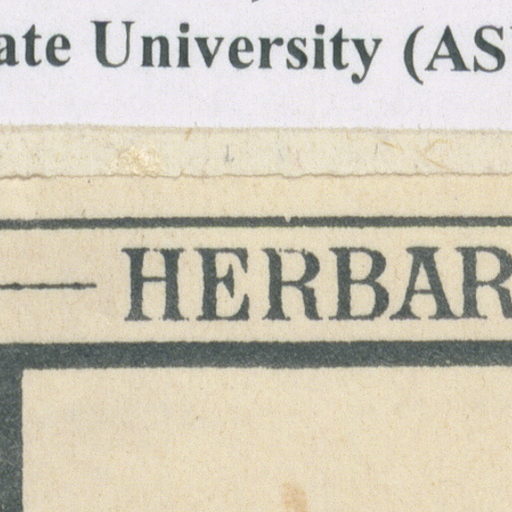 ate University (AS
— HERBAR